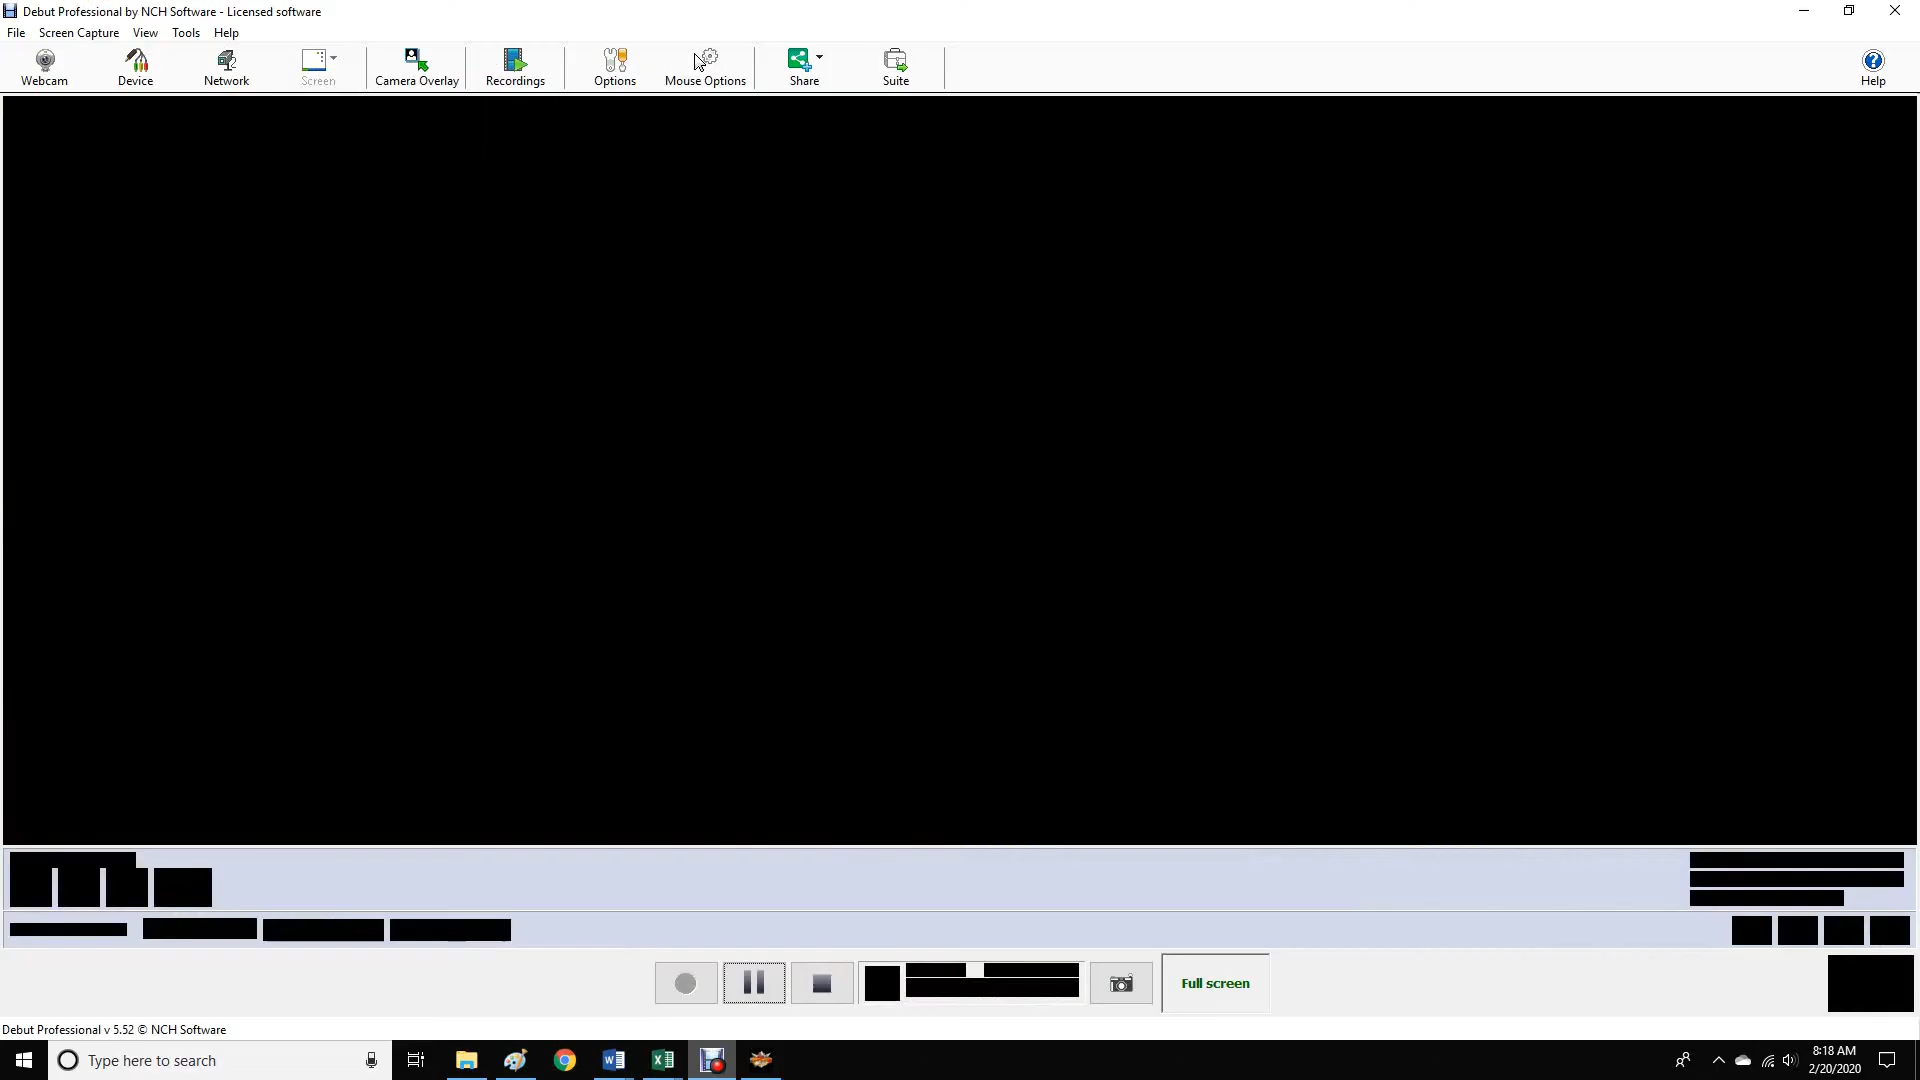 Debut Professional by NCH Software - Licensed software
File Screen Capture View Tools Help
Webcam Device Network Screen Camera Overlay Recordings Options Mouse Options Share Suite Help
Full screen
Debut Professional v 5.52 © NCH Software
Type here to search
8:18 AM
2/20/2020